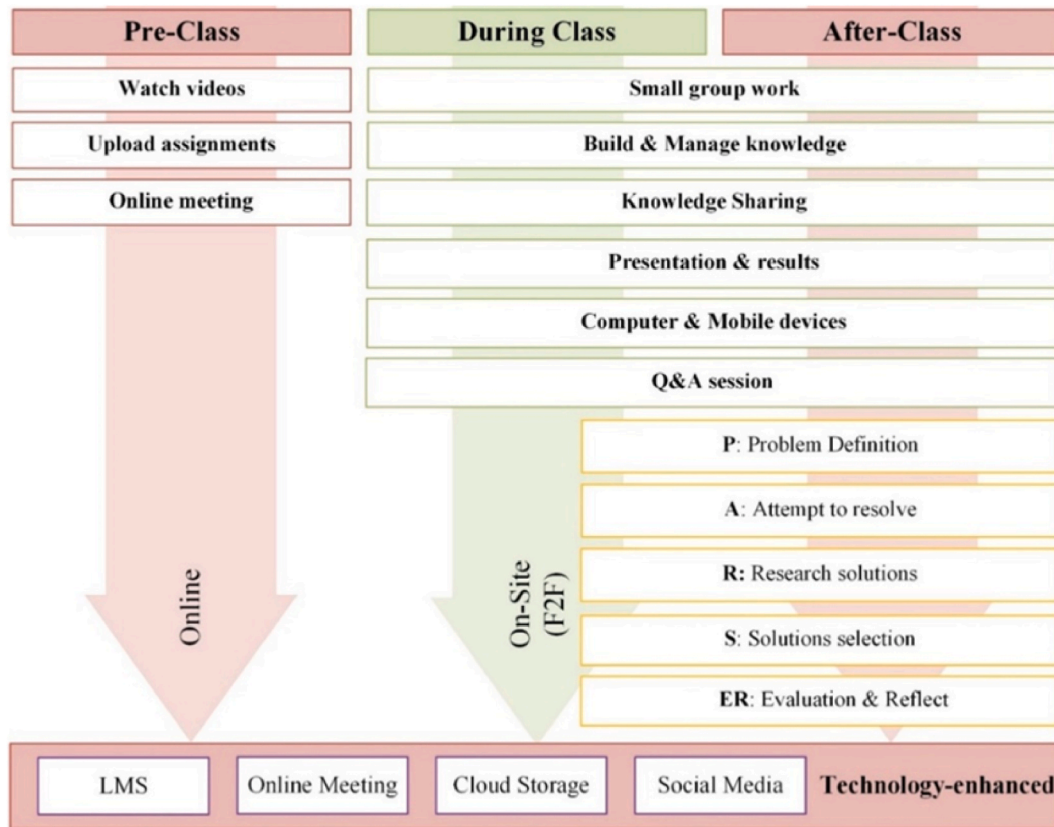 Pre-Class
During Class
After-Class
Watch videos
Small group work
Upload assignments
Build & Manage knowledge
Online meeting
Knowledge Sharing
Presentation & results
Computer & Mobile devices
Q&A session
P: Problem Definition
A: Attempt to resolve
R: Research solutions
S: Solutions selection
ER: Evaluation & Reflect
Online
On-Site
(F2F)
LMS
Online Meeting
Cloud Storage
Social Media
Technology-enhanced